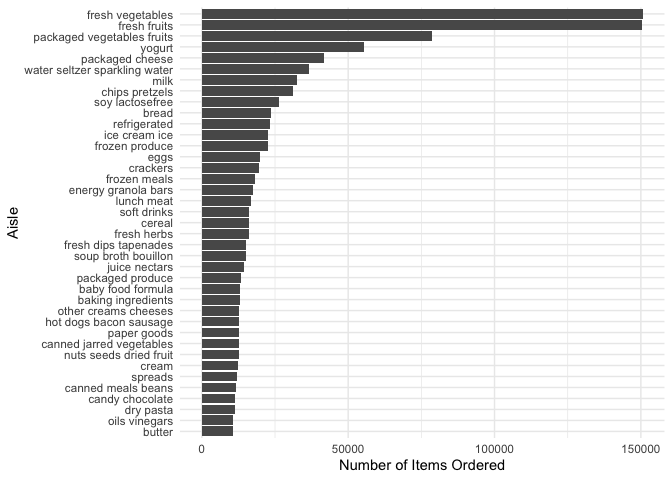 fresh vegetables
fresh fruits
packaged vegetables fruits
yogurt
packaged cheese
water seltzer sparkling water
milk
chips pretzels
soy lactosefree
bread
refrigerated
ice cream ice
frozen produce
eggs
crackers
frozen meals
energy granola bars
lunch meat
soft drinks
cereal
fresh herbs
fresh dips tapenades
soup broth bouillon
juice nectars
packaged produce
baby food formula
baking ingredients
other creams cheeses
hot dogs bacon sausage
paper goods
canned jarred vegetables
nuts seeds dried fruit
cream
spreads
canned meals beans
candy chocolate
dry pasta
oils vinegars
butter
Aisle
0 50000 100000 150000
Number of Items Ordered